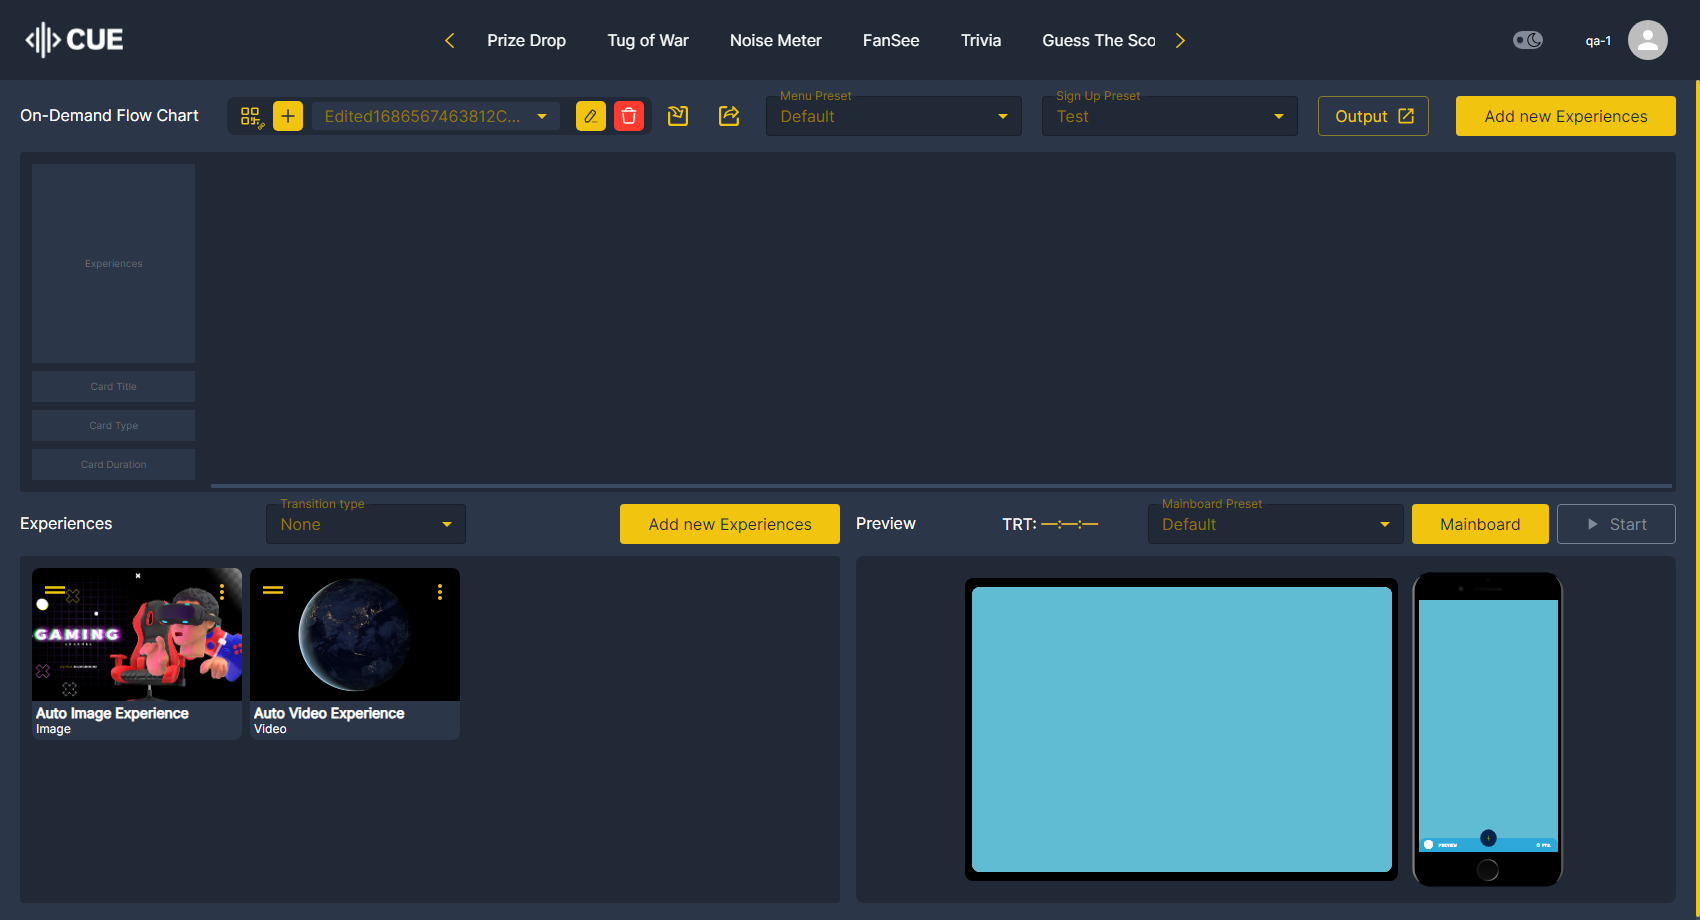 CUE
Prize Drop
Tug of War
Noise Meter
FanSee
Trivia
Guess The Sco
qa-1
On-Demand Flow Chart
Edited1686567463812C...
Menu Preset
Default
Sign Up Preset
Test
Output
Add new Experiences
Experiences
Card Title
Card Type
Card Duration
Experiences
Transition type
None
Add new Experiences
Preview
TRT: —:—:—
Mainboard Preset
Default
Mainboard
Start
GAMING
Auto Image Experience
Image
Auto Video Experience
Video
PREVIEW
0 PTS.